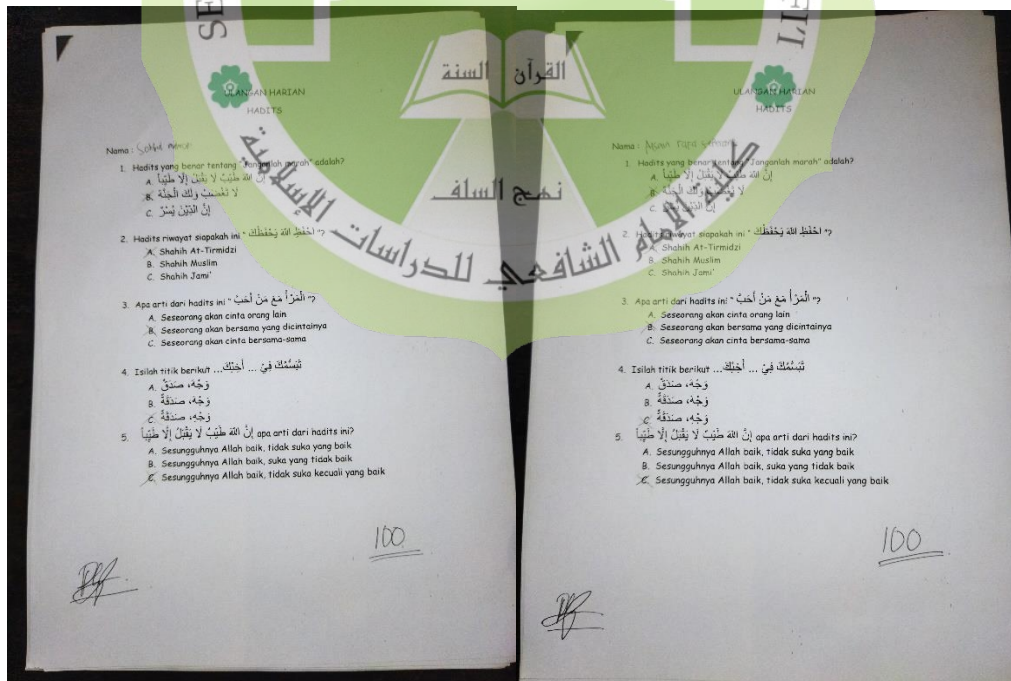 القرآن السنة
نهج السلف
كلية الإمام الشافعي للدراسات الإسلامية
ULANGAN HARIAN
HADITS
Nama :
1. Hadits yang benar tentang "Janganlah marah" adalah?
A. إِنَّ اللهَ طَيِّبٌ لَا يَقْبَلُ إِلَّا طَيِّباً
B. لَا تَغْضَبْ وَلَكَ الْجَنَّة
C. إِنَّ الدِّيْنَ يُسْرٌ
2. Hadits riwayat siapakah ini " احْفَظِ اللهَ يَحْفَظْكَ "?
A. Shahih At-Tirmidzi
B. Shahih Muslim
C. Shahih Jami'
3. Apa arti dari hadits ini " الْمَرْأُ مَعَ مَنْ أَحَبَّ "?
A. Seseorang akan cinta orang lain
B. Seseorang akan bersama yang dicintainya
C. Seseorang akan cinta bersama-sama
4. Isilah titik berikut ...تَبَسُّمُكَ فِيْ ... أَخِيْكَ
A. وَجْهَ، صَدَقٌ
B. وَجْهَ، صَدَقَةٌ
C. وَجْهِ، صَدَقَةٌ
5. إِنَّ اللهَ طَيِّبٌ لَا يَقْبَلُ إِلَّا طَيِّباً apa arti dari hadits ini?
A. Sesungguhnya Allah baik, tidak suka yang baik
B. Sesungguhnya Allah baik, suka yang tidak baik
C. Sesungguhnya Allah baik, tidak suka kecuali yang baik
100
ULANGAN HARIAN
HADITS
Nama :
1. Hadits yang benar tentang "Janganlah marah" adalah?
A. إِنَّ اللهَ طَيِّبٌ لَا يَقْبَلُ إِلَّا طَيِّباً
B. لَا تَغْضَبْ وَلَكَ الْجَنَّة
C. إِنَّ الدِّيْنَ يُسْرٌ
2. Hadits riwayat siapakah ini " احْفَظِ اللهَ يَحْفَظْكَ "?
A. Shahih At-Tirmidzi
B. Shahih Muslim
C. Shahih Jami'
3. Apa arti dari hadits ini " الْمَرْأُ مَعَ مَنْ أَحَبَّ "?
A. Seseorang akan cinta orang lain
B. Seseorang akan bersama yang dicintainya
C. Seseorang akan cinta bersama-sama
4. Isilah titik berikut ...تَبَسُّمُكَ فِيْ ... أَخِيْكَ
A. وَجْهَ، صَدَقٌ
B. وَجْهَ، صَدَقَةٌ
C. وَجْهِ، صَدَقَةٌ
5. إِنَّ اللهَ طَيِّبٌ لَا يَقْبَلُ إِلَّا طَيِّباً apa arti dari hadits ini?
A. Sesungguhnya Allah baik, tidak suka yang baik
B. Sesungguhnya Allah baik, suka yang tidak baik
C. Sesungguhnya Allah baik, tidak suka kecuali yang baik
100